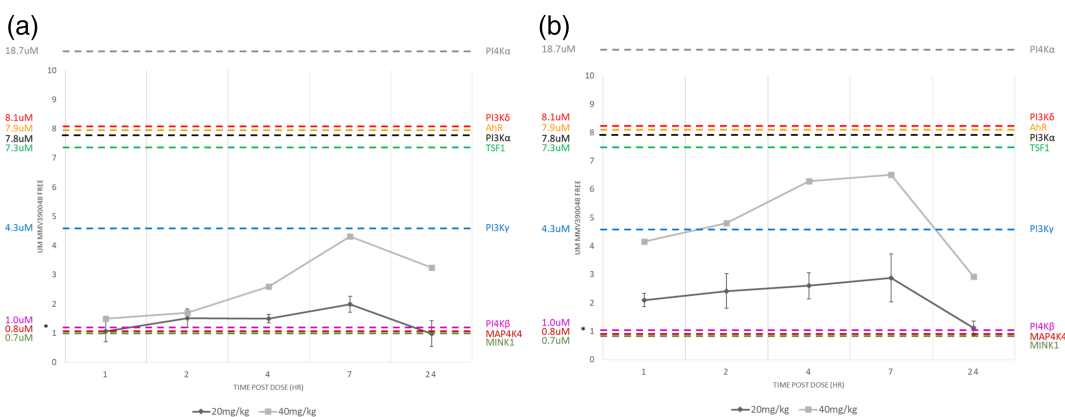 (a)
18.7uM
PI4Kα
10
9
8.1uM
PI3Kδ
7.9uM
AhR
8
7.8uM
PI3Kα
7.3uM
TSF1
7
6
5
4.3uM
PI3Kγ
4
3
2
1.0uM
PI4Kβ
*
0.8uM
MAP4K4
1
0.7uM
MINK1
0
UM MMV390048 FREE
1
2
4
7
24
TIME POST DOSE (HR)
20mg/kg
40mg/kg
(b)
18.7uM
PI4Kα
10
9
8.1uM
PI3Kδ
7.9uM
AhR
8
7.8uM
PI3Kα
7.3uM
TSF1
7
6
5
4.3uM
PI3Kγ
4
3
2
1.0uM
PI4Kβ
*
0.8uM
MAP4K4
1
0.7uM
MINK1
0
UM MMV390048 FREE
1
2
4
7
24
TIME POST DOSE (HR)
20mg/kg
40mg/kg